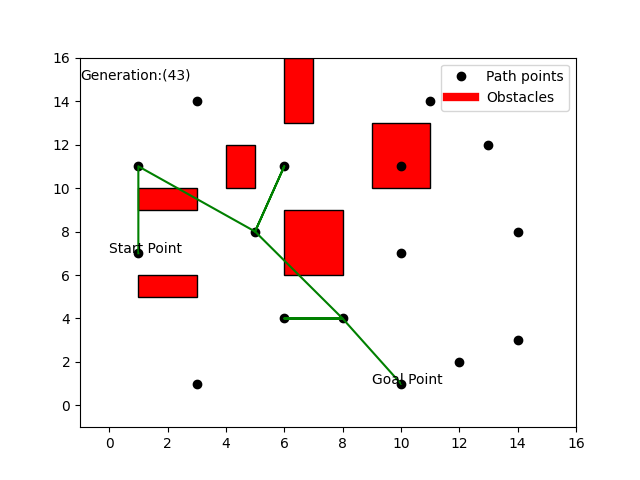 16
Generation:(43)
Path points
Obstacles
14
12
10
8
Start Point
6
4
2
Goal Point
0
0 2 4 6 8 10 12 14 16